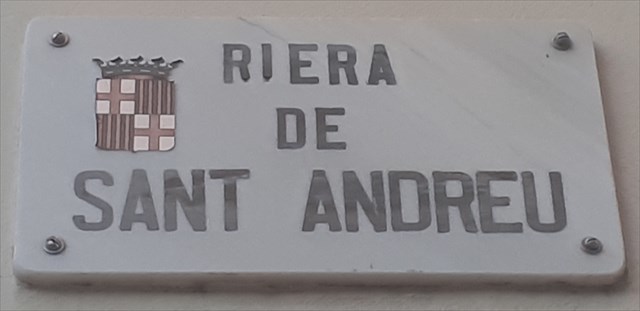 RIERA
DE
SANT ANDREU